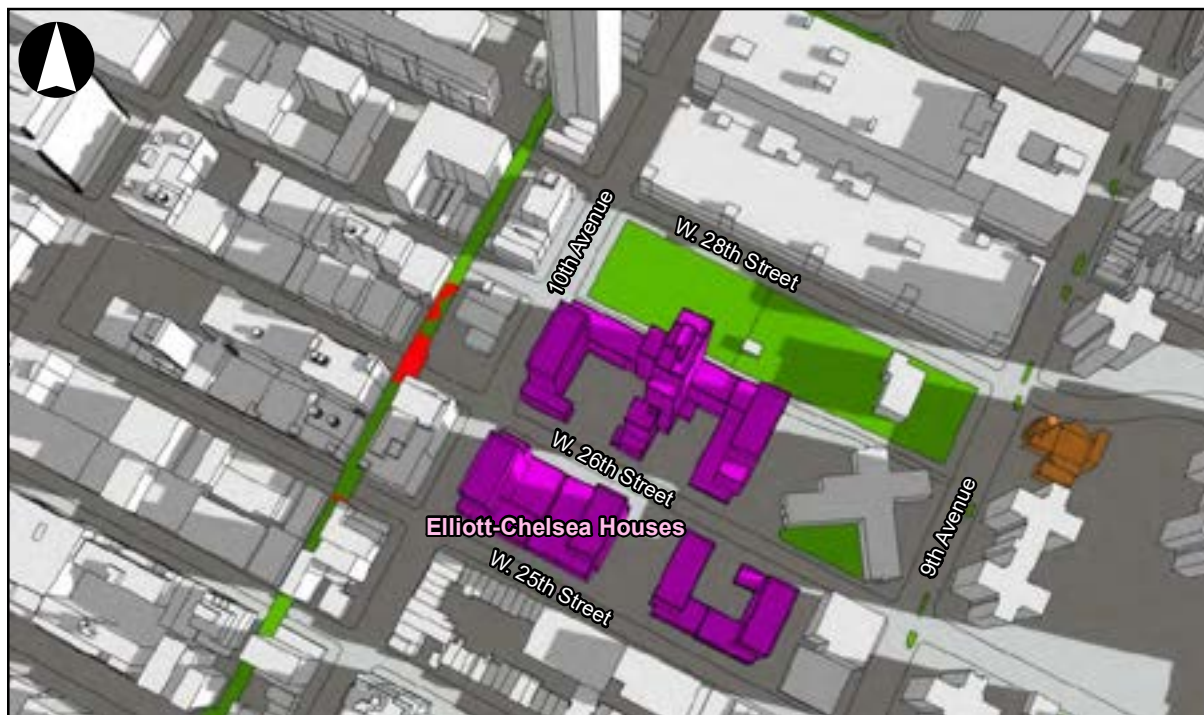 10th Avenue
W. 28th Street
W. 26th Street
Elliott-Chelsea Houses
W. 25th Street
9th Avenue